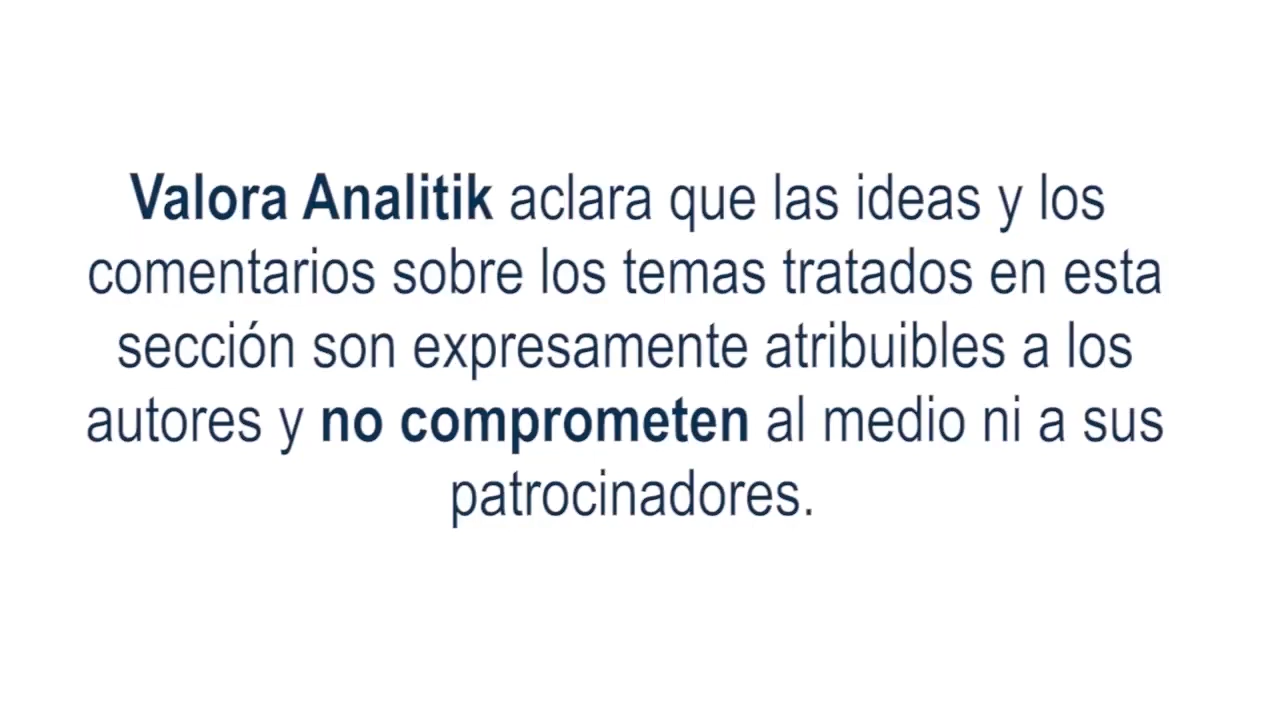 Valora Analitik aclara que las ideas y los
comentarios sobre los temas tratados en esta
sección son expresamente atribuibles a los
autores y no comprometen al medio ni a sus
patrocinadores.